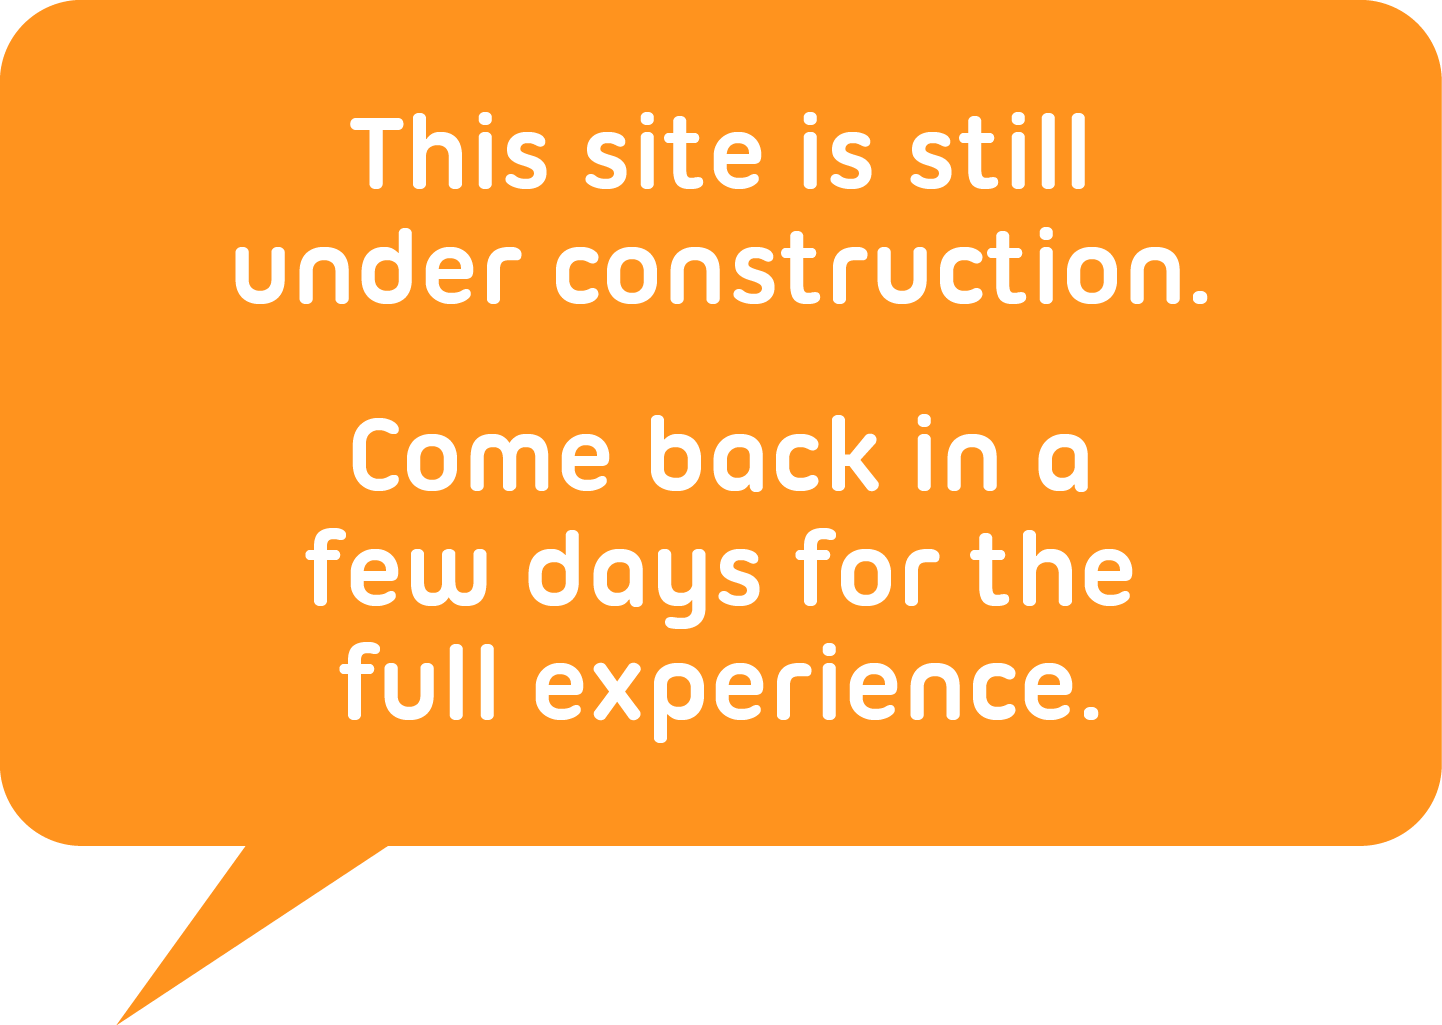 This site is still
under construction.
Come back in a
few days for the
full experience.